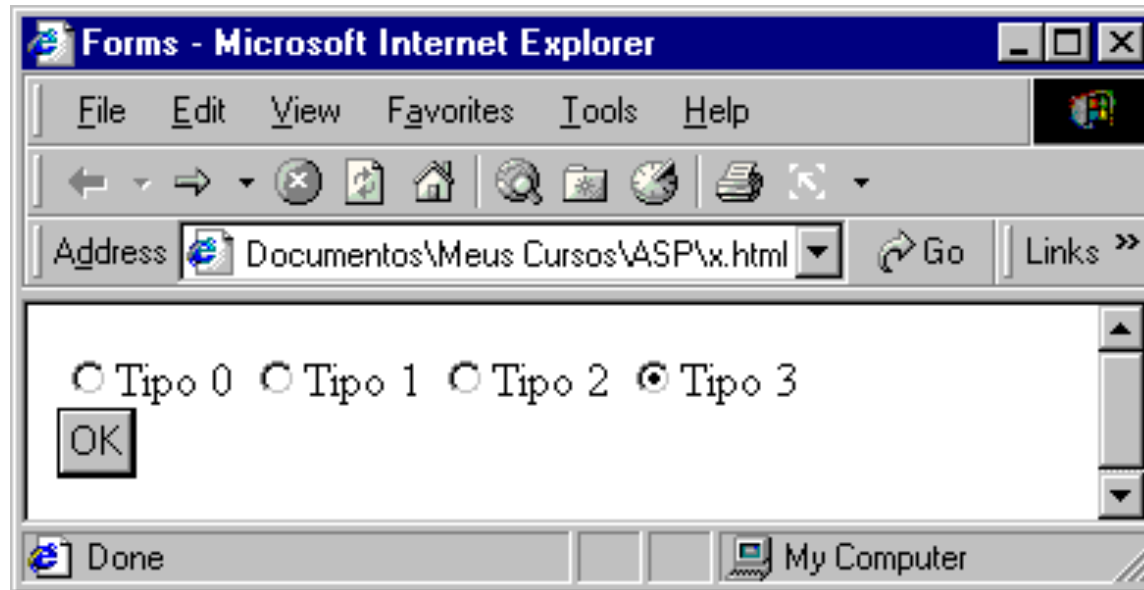 Forms - Microsoft Internet Explorer
File Edit View Favorites Tools Help
Address Documentos\Meus Cursos\ASP\x.html Go Links »
Tipo 0 Tipo 1 Tipo 2 Tipo 3
OK
Done My Computer